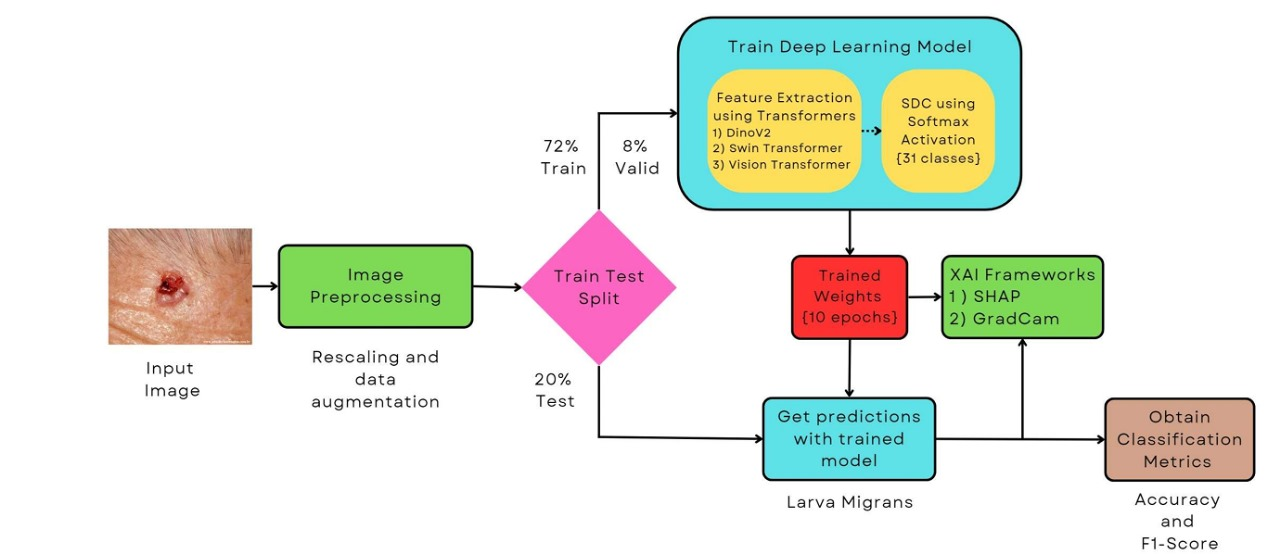 Train Deep Learning Model
Feature Extraction
using Transformers
1) DinoV2
2) Swin Transformer
3) Vision Transformer
SDC using
Softmax
Activation
{31 classes}
72%
Train
8%
Valid
Train Test
Split
Image
Preprocessing
Rescaling and
data
augmentation
Input
Image
20%
Test
Trained
Weights
{10 epochs}
XAI Frameworks
1) SHAP
2) GradCam
Get predictions
with trained
model
Larva Migrans
Obtain
Classification
Metrics
Accuracy
and
F1-Score